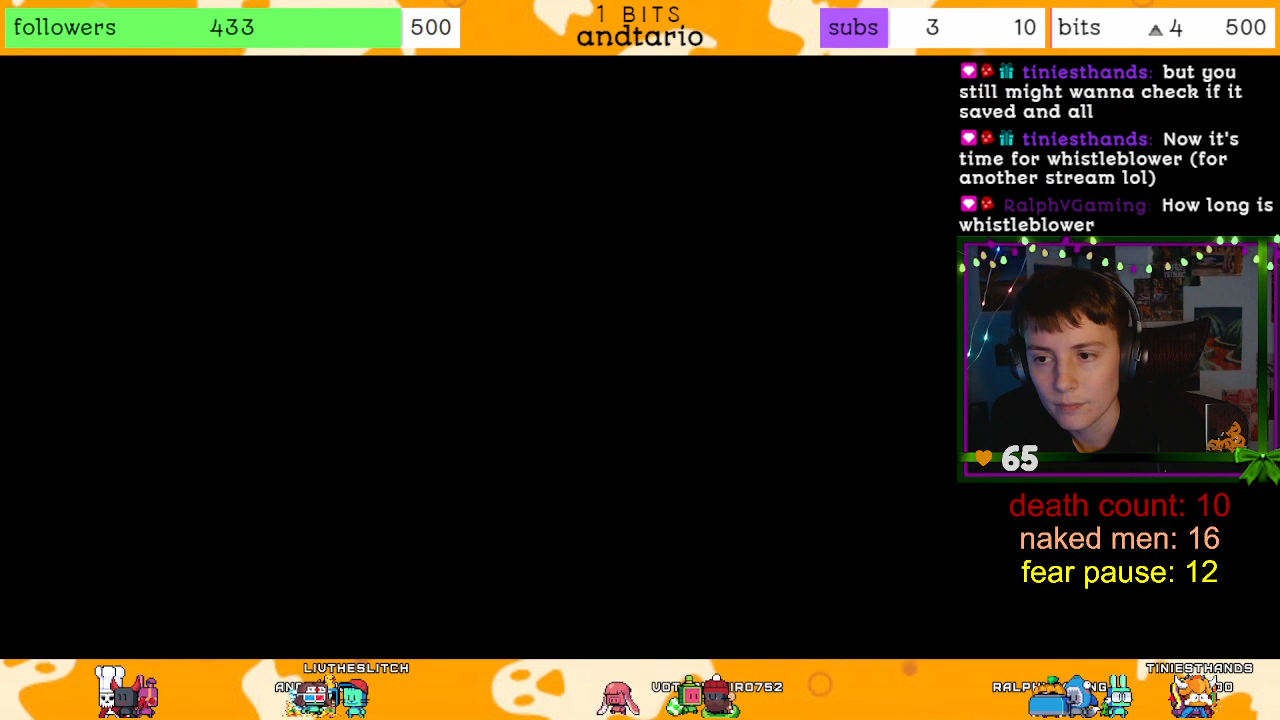 followers 433 500
1 BITS
andtario
subs 3 10
bits 4 500
tiniesthands: but you
still might wanna check if it
saved and all
tiniesthands: Now it's
time for whistleblower (for
another stream lol)
RalphVGaming: How long is
whistleblower
65
death count: 10
naked men: 16
fear pause: 12
LIVTHESLITCH
TINIESTHANDS